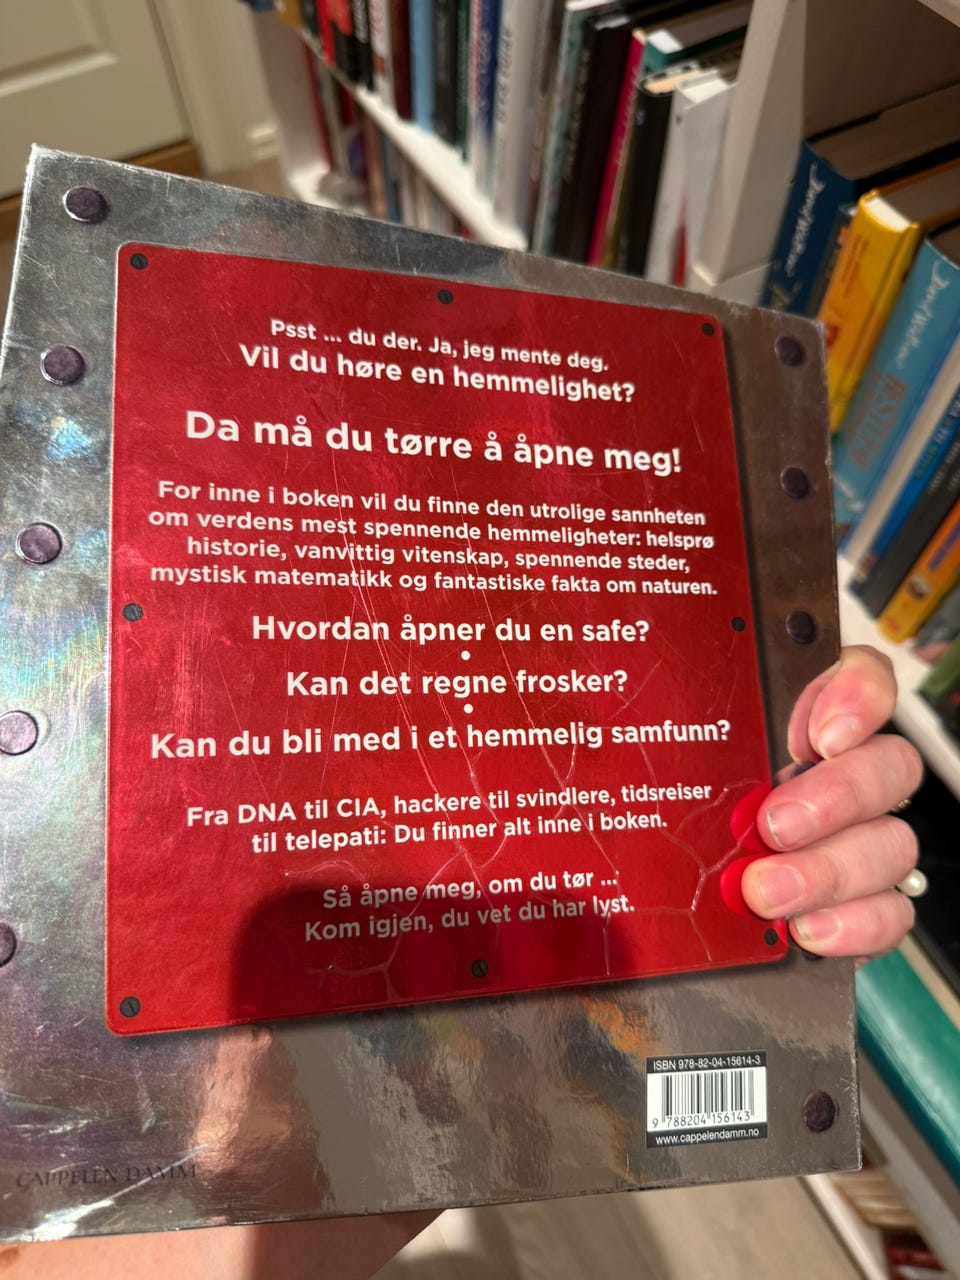 Psst ... du der. Ja, jeg mente deg.
Vil du høre en hemmelighet?
Da må du tørre å åpne meg!
For inne i boken vil du finne den utrolige sannheten
om verdens mest spennende hemmeligheter: helsprø
historie, vanvittig vitenskap, spennende steder,
mystisk matematikk og fantastiske fakta om naturen.
Hvordan åpner du en safe?
•
Kan det regne frosker?
•
Kan du bli med i et hemmelig samfunn?
Fra DNA til CIA, hackere til svindlere, tidsreiser
til telepati: Du finner alt inne i boken.
Så åpne meg, om du tør ...
Kom igjen, du vet du har lyst.
ISBN 978-82-04-15614-3
9 788204 156143
www.cappelendamm.no
CAPPELEN DAMM